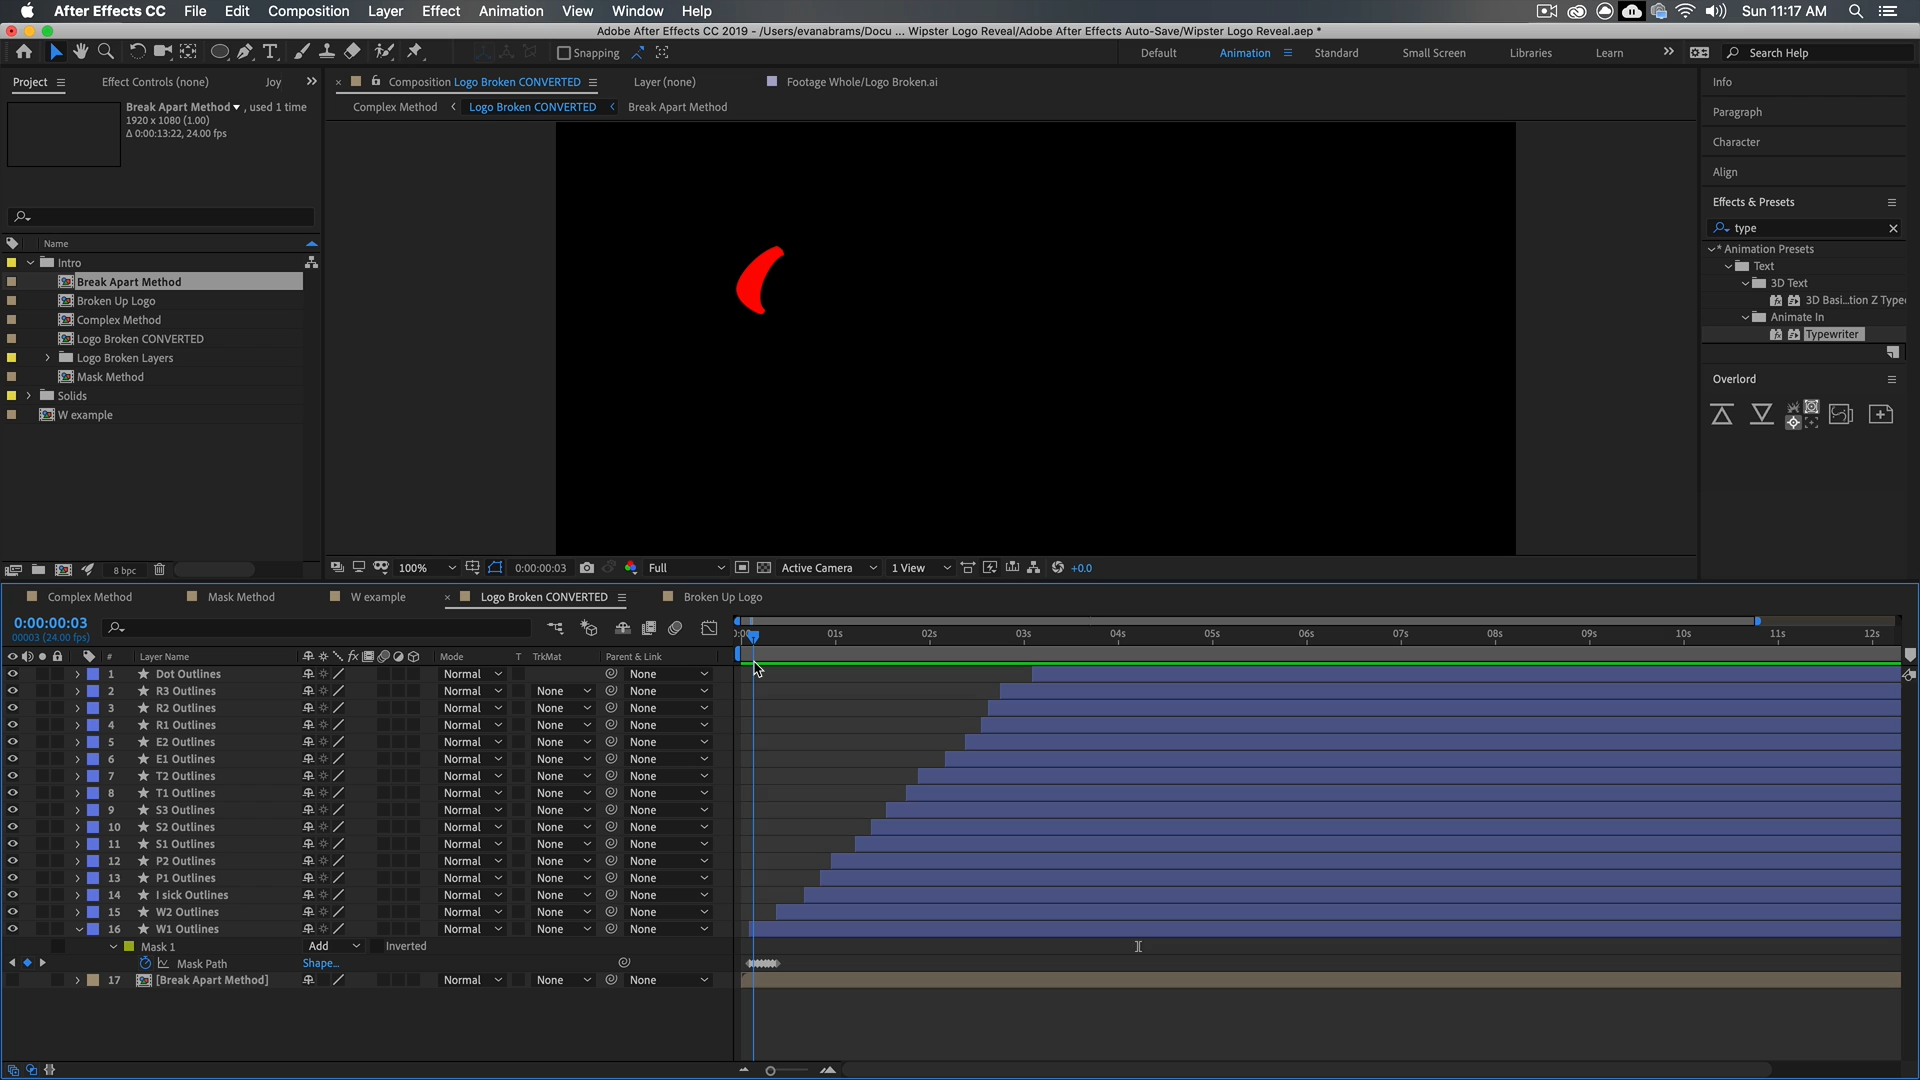 After Effects CC File Edit Composition Layer Effect Animation View Window Help Sun 11:17 AM
Adobe After Effects CC 2019 - /Users/evanabrams/Docu ... Wipster Logo Reveal/Adobe After Effects Auto-Save/Wipster Logo Reveal.aep *
Snapping Default Animation Standard Small Screen Libraries Learn Search Help
Project Effect Controls (none) Joy Composition Logo Broken CONVERTED Layer (none) Footage Whole/Logo Broken.ai Info
Break Apart Method , used 1 time
1920 x 1080 (1.00)
Δ 0:00:13:22, 24.00 fps
Complex Method Logo Broken CONVERTED Break Apart Method
Paragraph
Character
Align
Effects & Presets
type
* Animation Presets
Text
3D Text
3D Basi...tion Z Type
Animate In
Typewriter
Overlord
Name
Intro
Break Apart Method
Broken Up Logo
Complex Method
Logo Broken CONVERTED
Logo Broken Layers
Mask Method
Solids
W example
8 bpc
100% 0:00:00:03 Full Active Camera 1 View +0.0
Complex Method Mask Method W example Logo Broken CONVERTED Broken Up Logo
0:00:00:03
00003 (24.00 fps)
01s 02s 03s 04s 05s 06s 07s 08s 09s 10s 11s 12s
# Layer Name Mode T TrkMat Parent & Link
1 Dot Outlines Normal None
2 R3 Outlines Normal None None
3 R2 Outlines Normal None None
4 R1 Outlines Normal None None
5 E2 Outlines Normal None None
6 E1 Outlines Normal None None
7 T2 Outlines Normal None None
8 T1 Outlines Normal None None
9 S3 Outlines Normal None None
10 S2 Outlines Normal None None
11 S1 Outlines Normal None None
12 P2 Outlines Normal None None
13 P1 Outlines Normal None None
14 I sick Outlines Normal None None
15 W2 Outlines Normal None None
16 W1 Outlines Normal None None
Mask 1 Add Inverted
Mask Path Shape...
17 [Break Apart Method] Normal None None